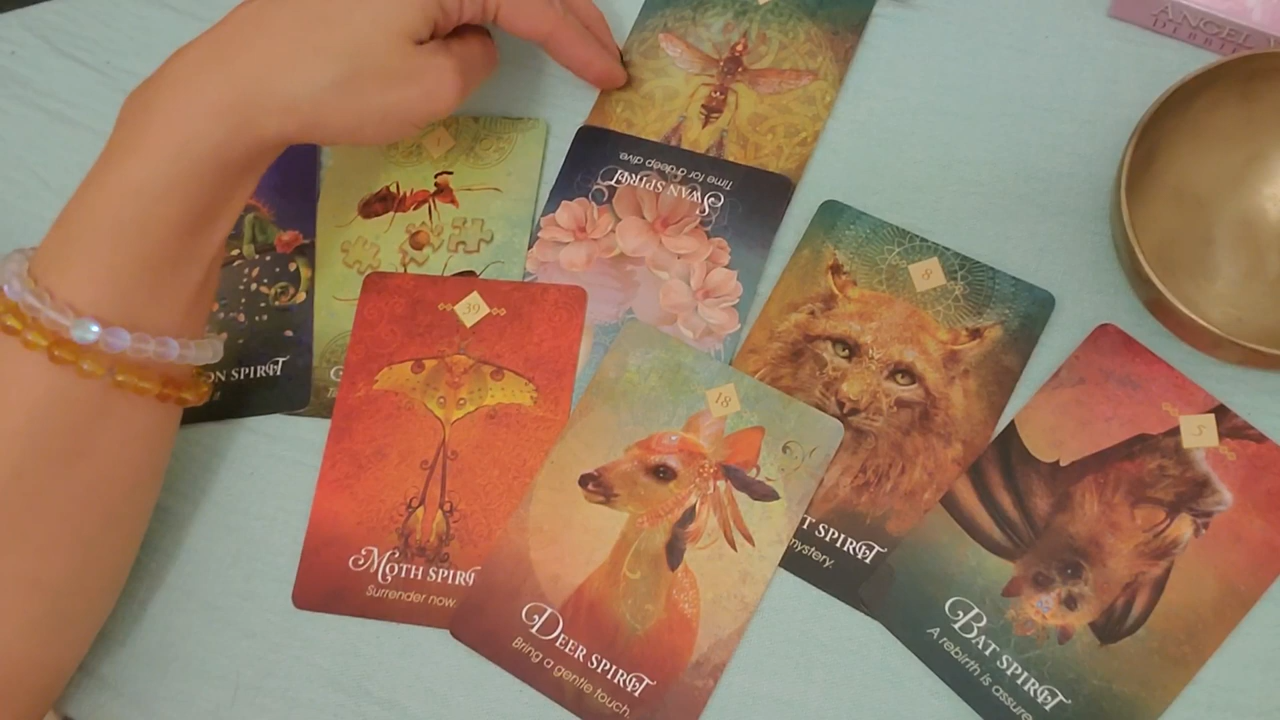 ANGEL
Time for a deep dive.
SWAN SPIRIT
1
8
ON SPIRIT
39
18
5
MOTH SPIRIT
Surrender now.
T SPIRIT
mystery.
DEER SPIRIT
Bring a gentle touch.
BAT SPIRIT
A rebirth is assure